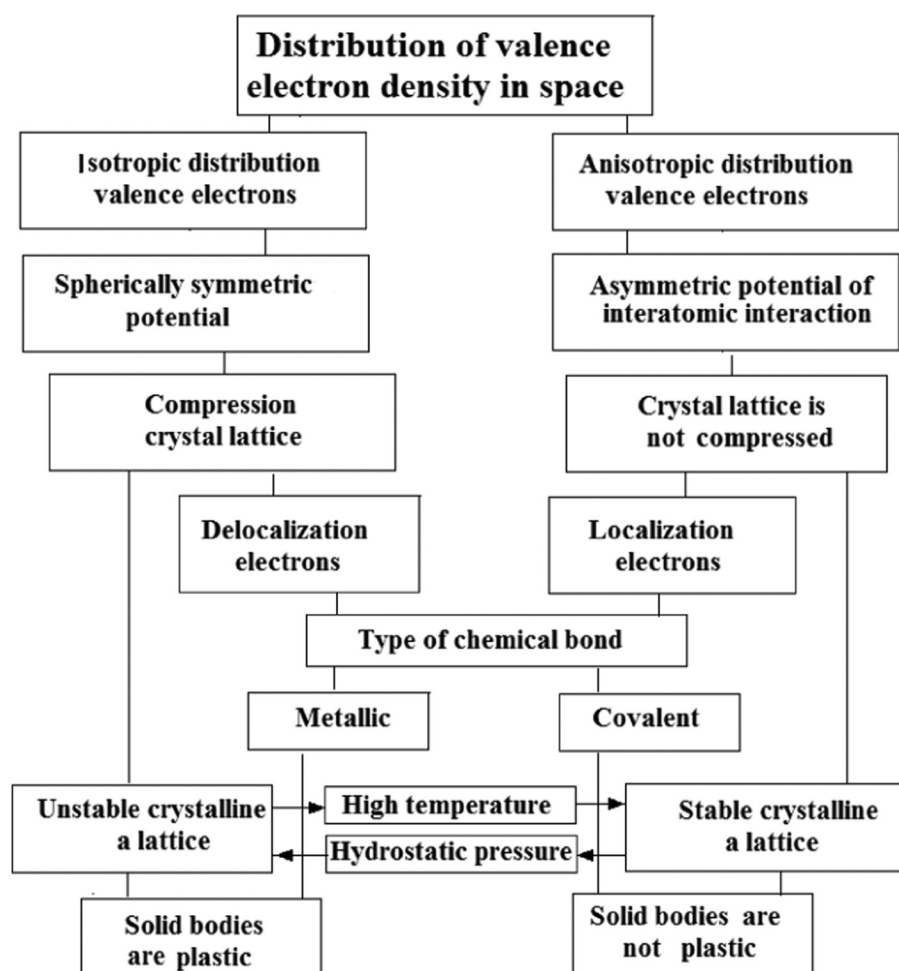 Distribution of valence
electron density in space
Isotropic distribution
valence electrons
Anisotropic distribution
valence electrons
Spherically symmetric
potential
Asymmetric potential of
interatomic interaction
Compression
crystal lattice
Crystal lattice is
not compressed
Delocalization
electrons
Localization
electrons
Type of chemical bond
Metallic
Covalent
Unstable crystalline
a lattice
High temperature
Hydrostatic pressure
Stable crystalline
a lattice
Solid bodies
are plastic
Solid bodies are
not plastic